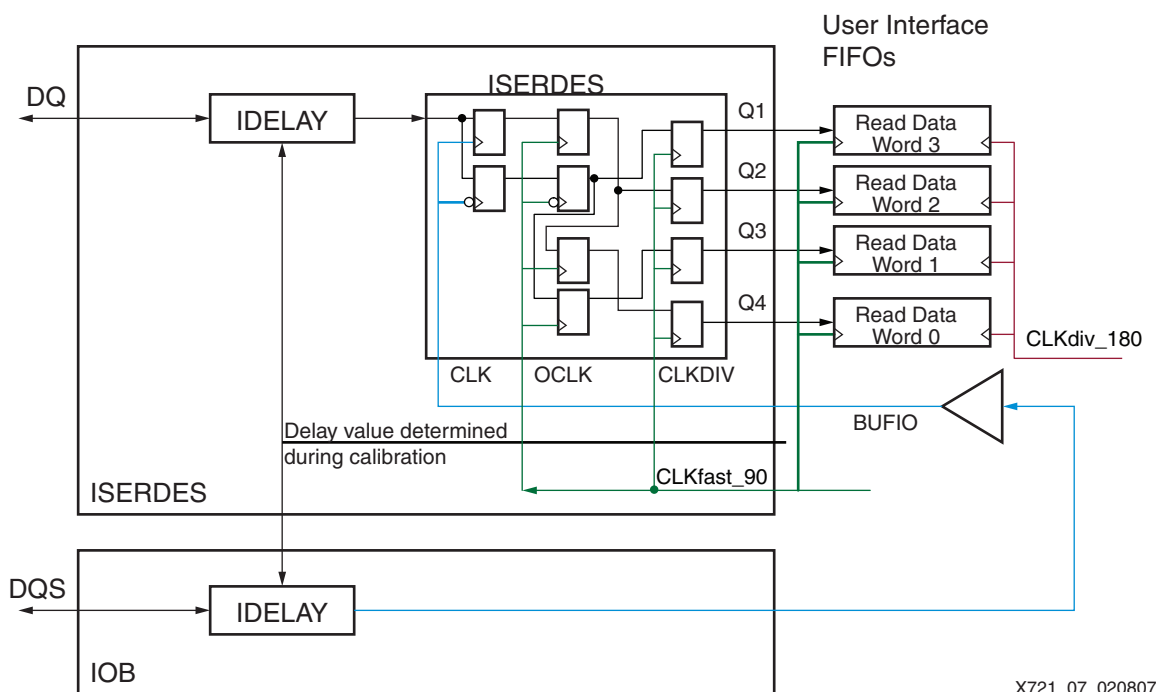 User Interface
FIFOs
ISERDES
DQ
IDELAY
Q1
Read Data
Word 3
Q2
Read Data
Word 2
Q3
Read Data
Word 1
Q4
Read Data
Word 0
CLKdiv_180
CLK
OCLK
CLKDIV
BUFIO
Delay value determined
during calibration
CLKfast_90
ISERDES
DQS
IDELAY
IOB
X721_07_020807